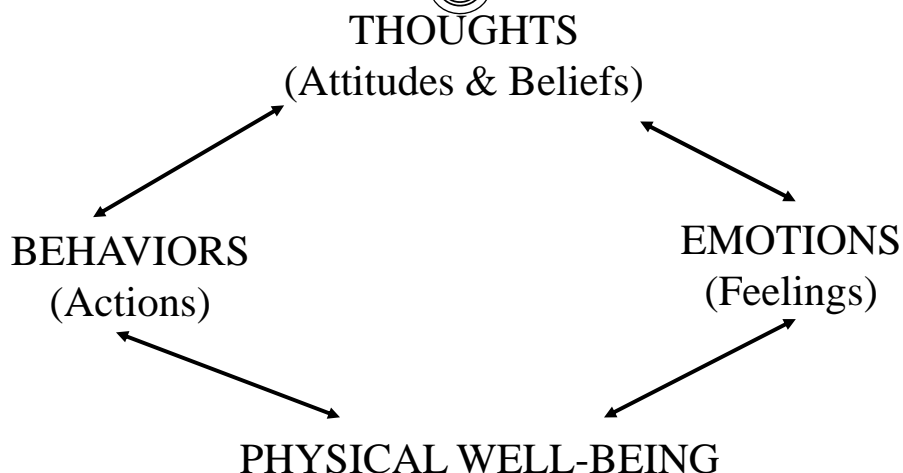 THOUGHTS
(Attitudes & Beliefs)
BEHAVIORS
(Actions)
EMOTIONS
(Feelings)
PHYSICAL WELL-BEING